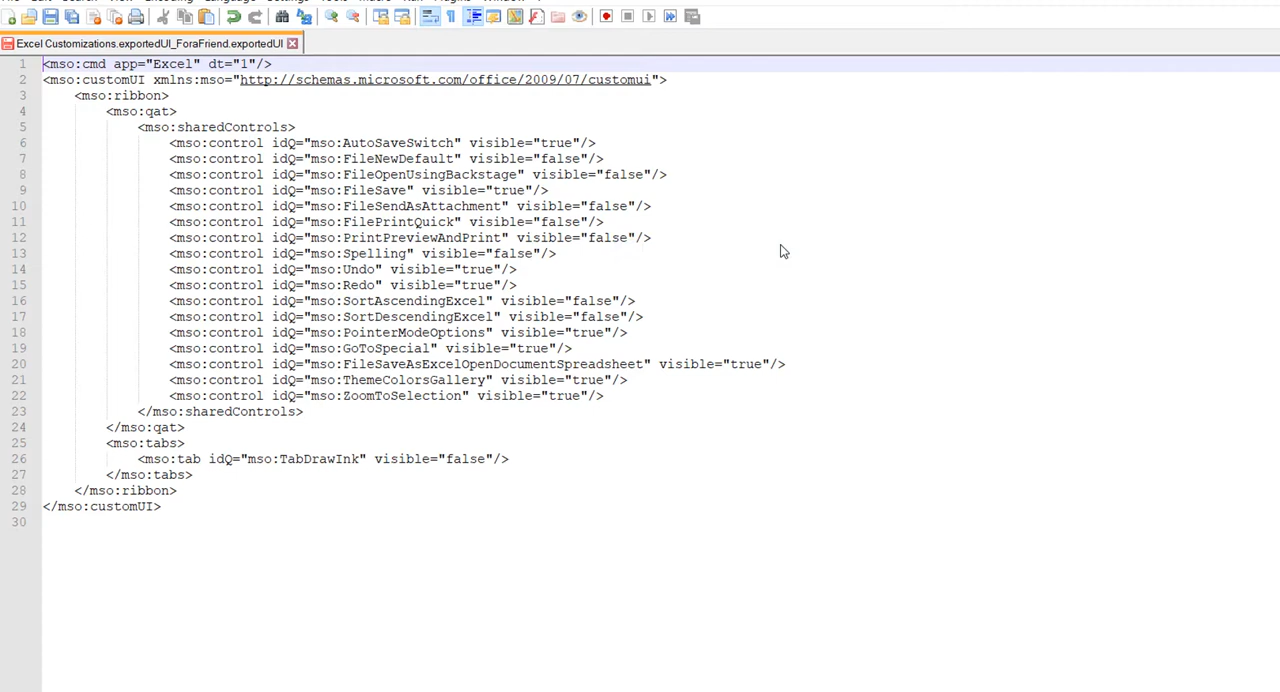 Excel Customizations.exportedUI_ForaFriend.exportedUI
1 <mso:cmd app="Excel" dt="1"/>
2 <mso:customUI xmlns:mso="http://schemas.microsoft.com/office/2009/07/customui">
3 <mso:ribbon>
4 <mso:qat>
5 <mso:sharedControls>
6 <mso:control idQ="mso:AutoSaveSwitch" visible="true"/>
7 <mso:control idQ="mso:FileNewDefault" visible="false"/>
8 <mso:control idQ="mso:FileOpenUsingBackstage" visible="false"/>
9 <mso:control idQ="mso:FileSave" visible="true"/>
10 <mso:control idQ="mso:FileSendAsAttachment" visible="false"/>
11 <mso:control idQ="mso:FilePrintQuick" visible="false"/>
12 <mso:control idQ="mso:PrintPreviewAndPrint" visible="false"/>
13 <mso:control idQ="mso:Spelling" visible="false"/>
14 <mso:control idQ="mso:Undo" visible="true"/>
15 <mso:control idQ="mso:Redo" visible="true"/>
16 <mso:control idQ="mso:SortAscendingExcel" visible="false"/>
17 <mso:control idQ="mso:SortDescendingExcel" visible="false"/>
18 <mso:control idQ="mso:PointerModeOptions" visible="true"/>
19 <mso:control idQ="mso:GoToSpecial" visible="true"/>
20 <mso:control idQ="mso:FileSaveAsExcelOpenDocumentSpreadsheet" visible="true"/>
21 <mso:control idQ="mso:ThemeColorsGallery" visible="true"/>
22 <mso:control idQ="mso:ZoomToSelection" visible="true"/>
23 </mso:sharedControls>
24 </mso:qat>
25 <mso:tabs>
26 <mso:tab idQ="mso:TabDrawInk" visible="false"/>
27 </mso:tabs>
28 </mso:ribbon>
29 </mso:customUI>
30